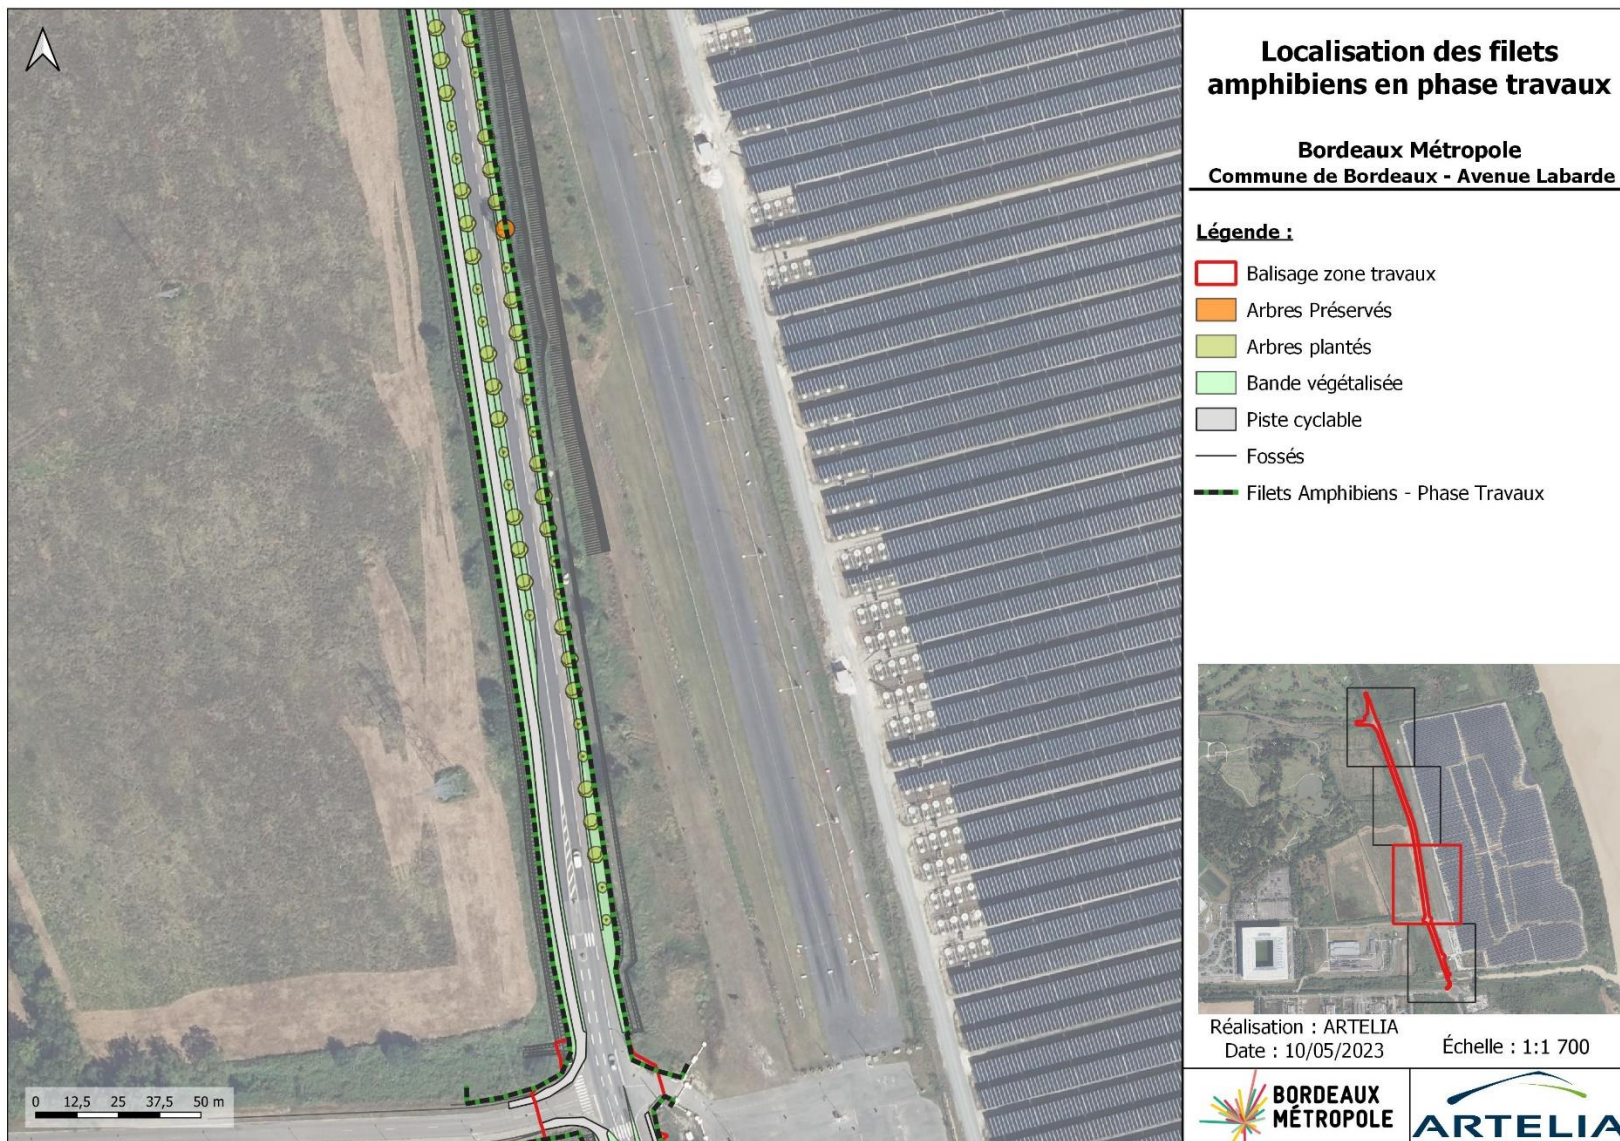 Localisation des filets
amphibiens en phase travaux
Bordeaux Métropole
Commune de Bordeaux - Avenue Labarde
Légende :
Balisage zone travaux
Arbres Préservés
Arbres plantés
Bande végétalisée
Piste cyclable
Fossés
Filets Amphibiens - Phase Travaux
Réalisation : ARTELIA
Date : 10/05/2023
Échelle : 1:1 700
0 12,5 25 37,5 50 m
BORDEAUX
MÉTROPOLE
ARTELIA